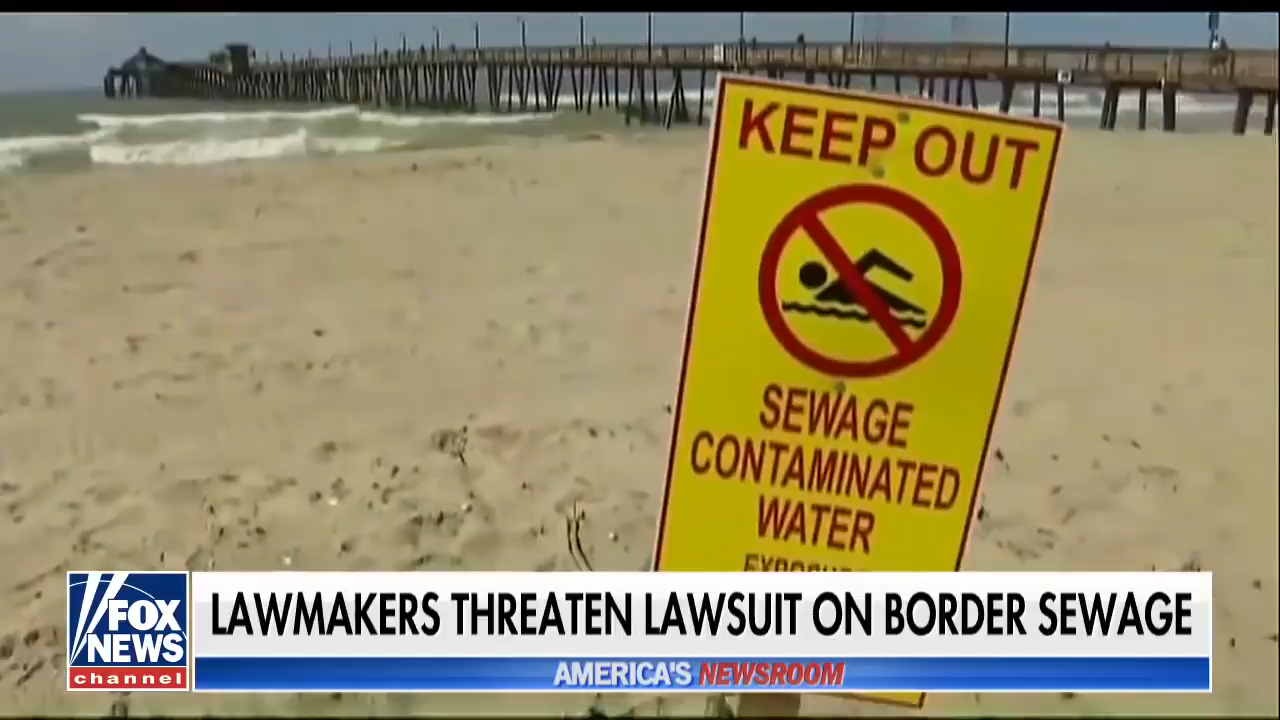 KEEP OUT
SEWAGE
CONTAMINATED
WATER
FOX
NEWS
channel
LAWMAKERS THREATEN LAWSUIT ON BORDER SEWAGE
AMERICA'S NEWSROOM